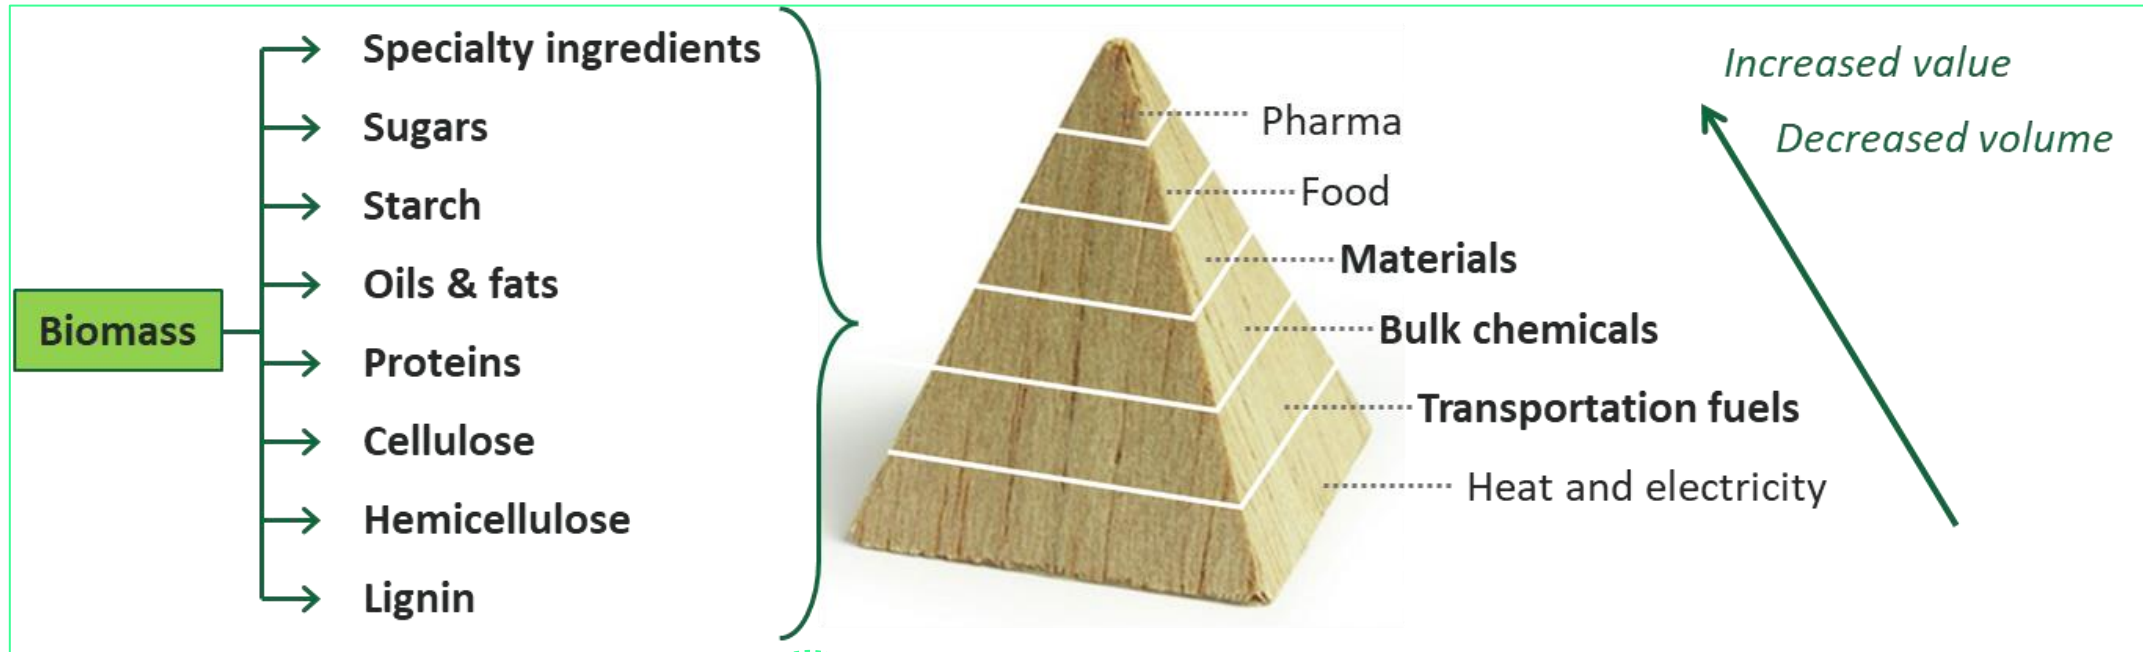 Biomass
Specialty ingredients
Sugars
Starch
Oils & fats
Proteins
Cellulose
Hemicellulose
Lignin
Pharma
Food
Materials
Bulk chemicals
Transportation fuels
Heat and electricity
Increased value
Decreased volume